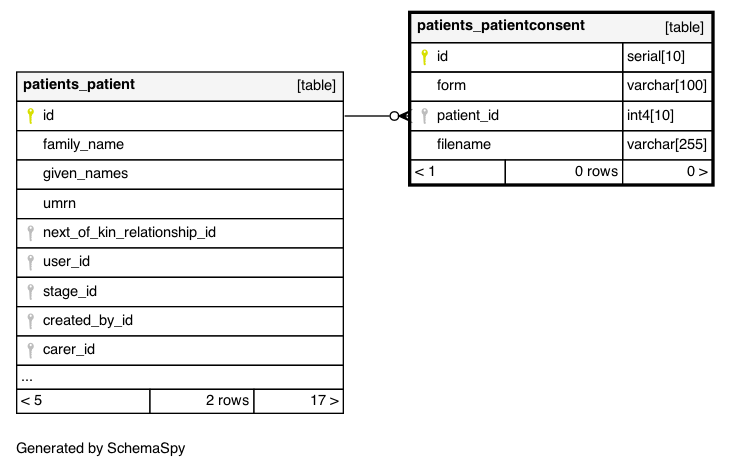 patients_patientconsent [table]
id serial[10]
form varchar[100]
patient_id int4[10]
filename varchar[255]
< 1 0 rows 0 >
patients_patient [table]
id
family_name
given_names
umrn
next_of_kin_relationship_id
user_id
stage_id
created_by_id
carer_id
...
< 5 2 rows 17 >
Generated by SchemaSpy